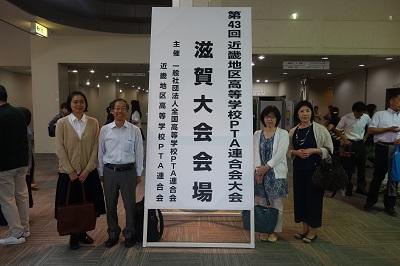 第43回 近畿地区高等学校PTA連合会大会
滋賀大会会場
主催 一般社団法人全国高等学校PTA連合会
近畿地区高等学校PTA連合会